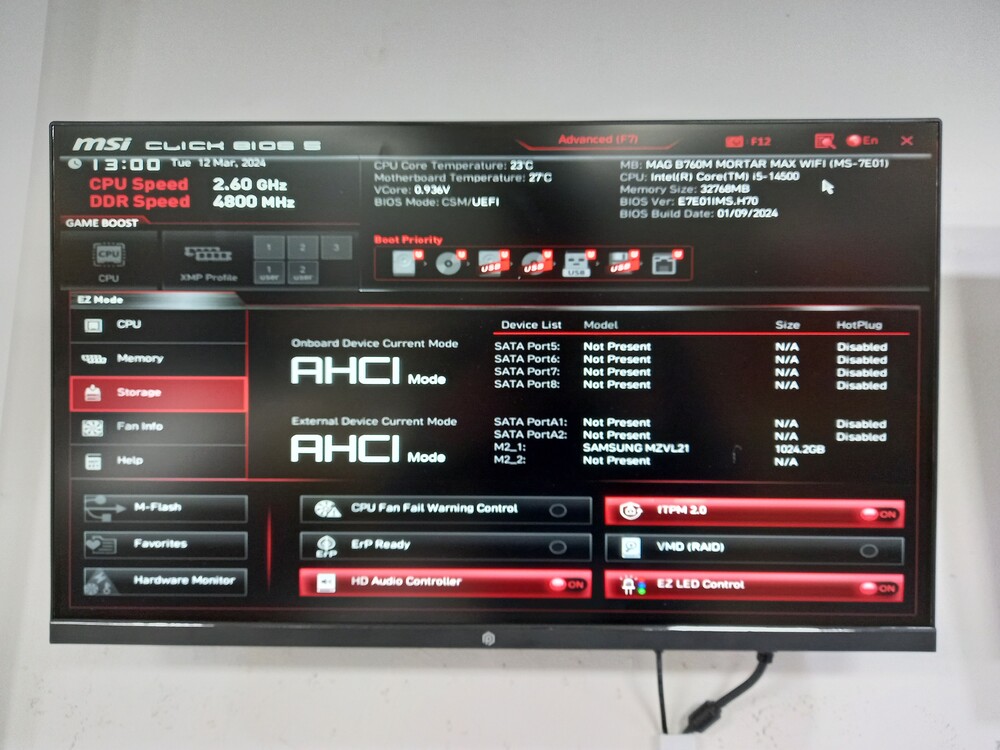 msi CLICK BIOS 5
Advanced (F7)
F12
En
13:00 Tue 12 Mar, 2024
CPU Speed 2.60 GHz
DDR Speed 4800 MHz
CPU Core Temperature: 23°C
Motherboard Temperature: 27°C
VCore: 0.936V
BIOS Mode: CSM/UEFI
MB: MAG B760M MORTAR MAX WIFI (MS-7E01)
CPU: Intel(R) Core(TM) i5-14500
Memory Size: 32768MB
BIOS Ver: E7E01IMS.H70
BIOS Build Date: 01/09/2024
GAME BOOST
CPU
CPU
XMP Profile
1 2 3
1 user 2 user
Boot Priority
USB USB USB USB
EZ Mode
CPU
Memory
Storage
Fan Info
Help
Onboard Device Current Mode
AHCI Mode
External Device Current Mode
AHCI Mode
Device List Model Size HotPlug
SATA Port5: Not Present N/A Disabled
SATA Port6: Not Present N/A Disabled
SATA Port7: Not Present N/A Disabled
SATA Port8: Not Present N/A Disabled
SATA PortA1: Not Present N/A Disabled
SATA PortA2: Not Present N/A Disabled
M2_1: SAMSUNG MZVL21 1024.2GB
M2_2: Not Present N/A
M-Flash
Favorites
Hardware Monitor
CPU Fan Fail Warning Control
ErP ErP Ready
HD Audio Controller ON
fTPM 2.0 ON
VMD (RAID)
EZ LED Control ON